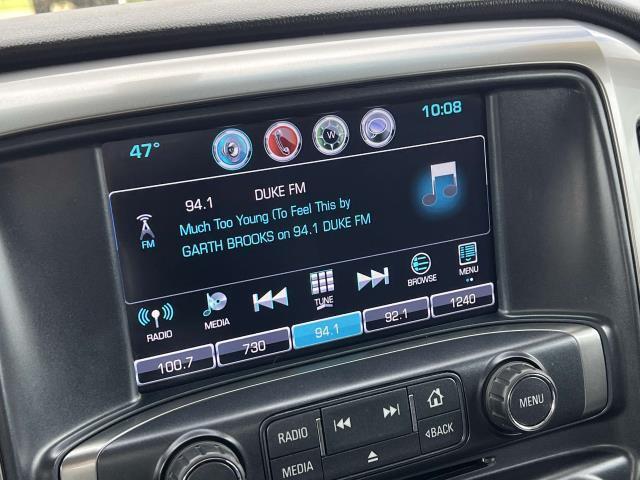 47°
W
10:08
94.1 DUKE FM
Much Too Young (To Feel This by
GARTH BROOKS on 94.1 DUKE FM
FM
RADIO
MEDIA
TUNE
BROWSE
MENU
100.7
730
94.1
92.1
1240
RADIO
MEDIA
BACK
MENU